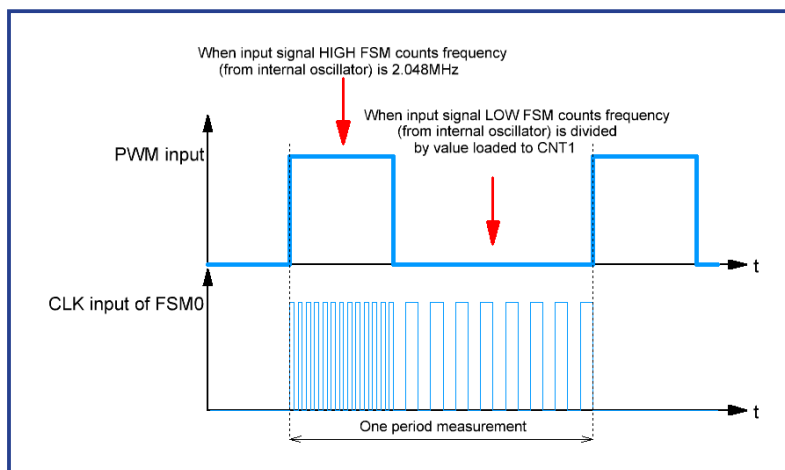 When input signal HIGH FSM counts frequency
(from internal oscillator) is 2.048MHz
When input signal LOW FSM counts frequency
(from internal oscillator) is divided
by value loaded to CNT1
PWM input
t
CLK input of FSM0
t
One period measurement